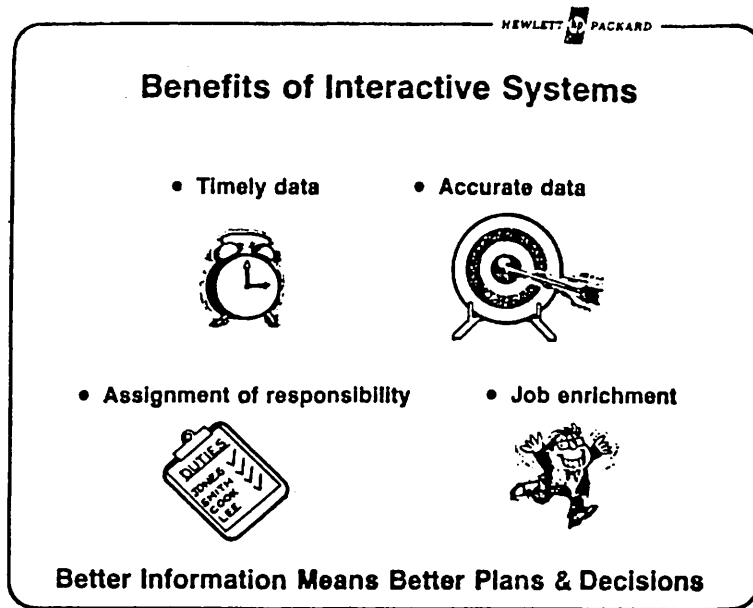 HEWLETT hp PACKARD
Benefits of Interactive Systems
• Timely data
• Accurate data
• Assignment of responsibility
• Job enrichment
DUTIES
JONES
SMITH
COOK
LEE
Better Information Means Better Plans & Decisions